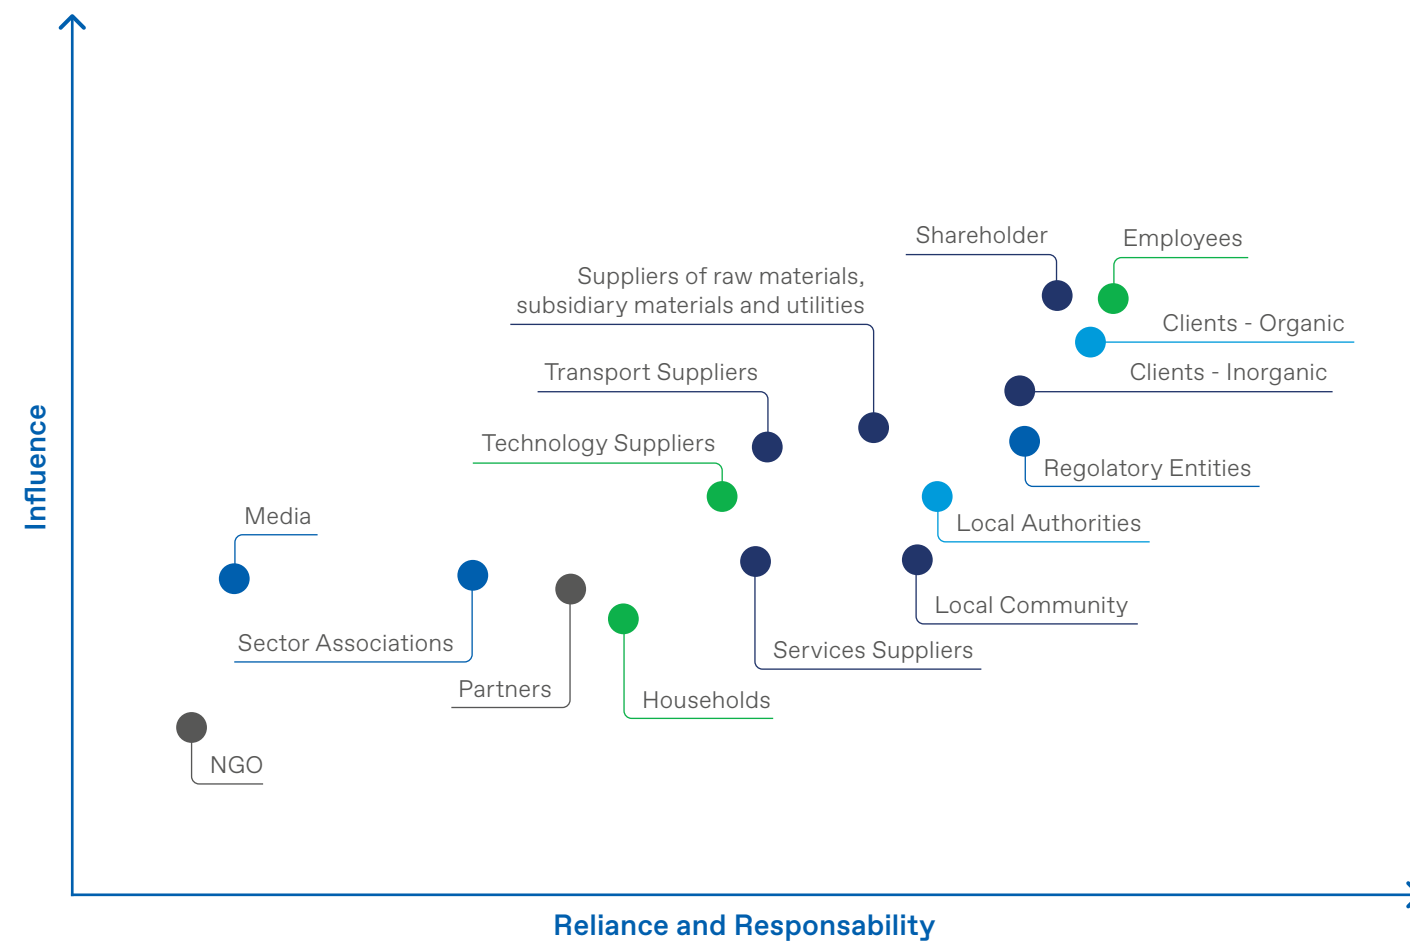 Shareholder
Employees
Suppliers of raw materials,
subsidiary materials and utilities
Clients - Organic
Transport Suppliers
Clients - Inorganic
Technology Suppliers
Regolatory Entities
Influence
Media
Local Authorities
Local Community
Sector Associations
Services Suppliers
Partners
Households
NGO
Reliance and Responsability